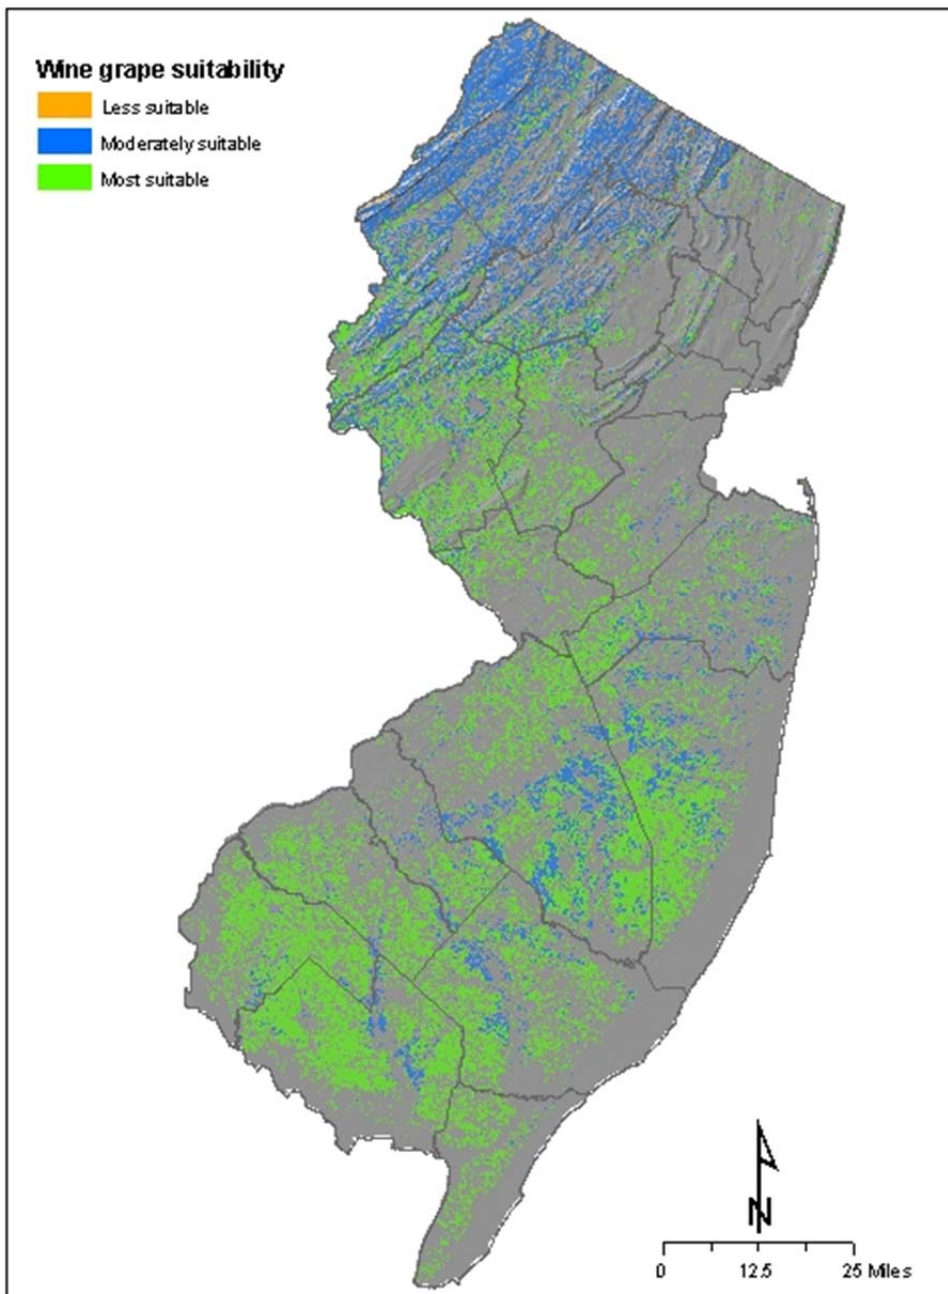 Wine grape suitability
Less suitable
Moderately suitable
Most suitable
N
0 12.5 25 Miles